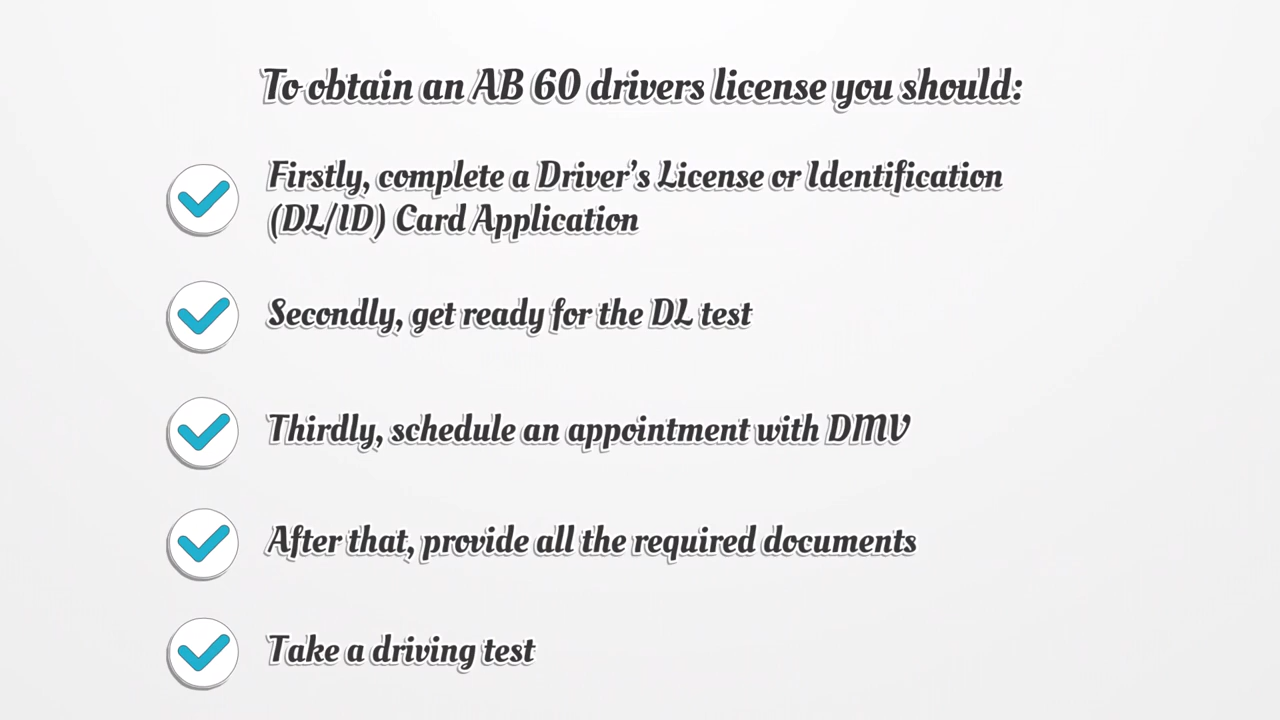 To obtain an AB 60 drivers license you should:
Firstly, complete a Driver's License or Identification
(DL/ID) Card Application
Secondly, get ready for the DL test
Thirdly, schedule an appointment with DMV
After that, provide all the required documents
Take a driving test